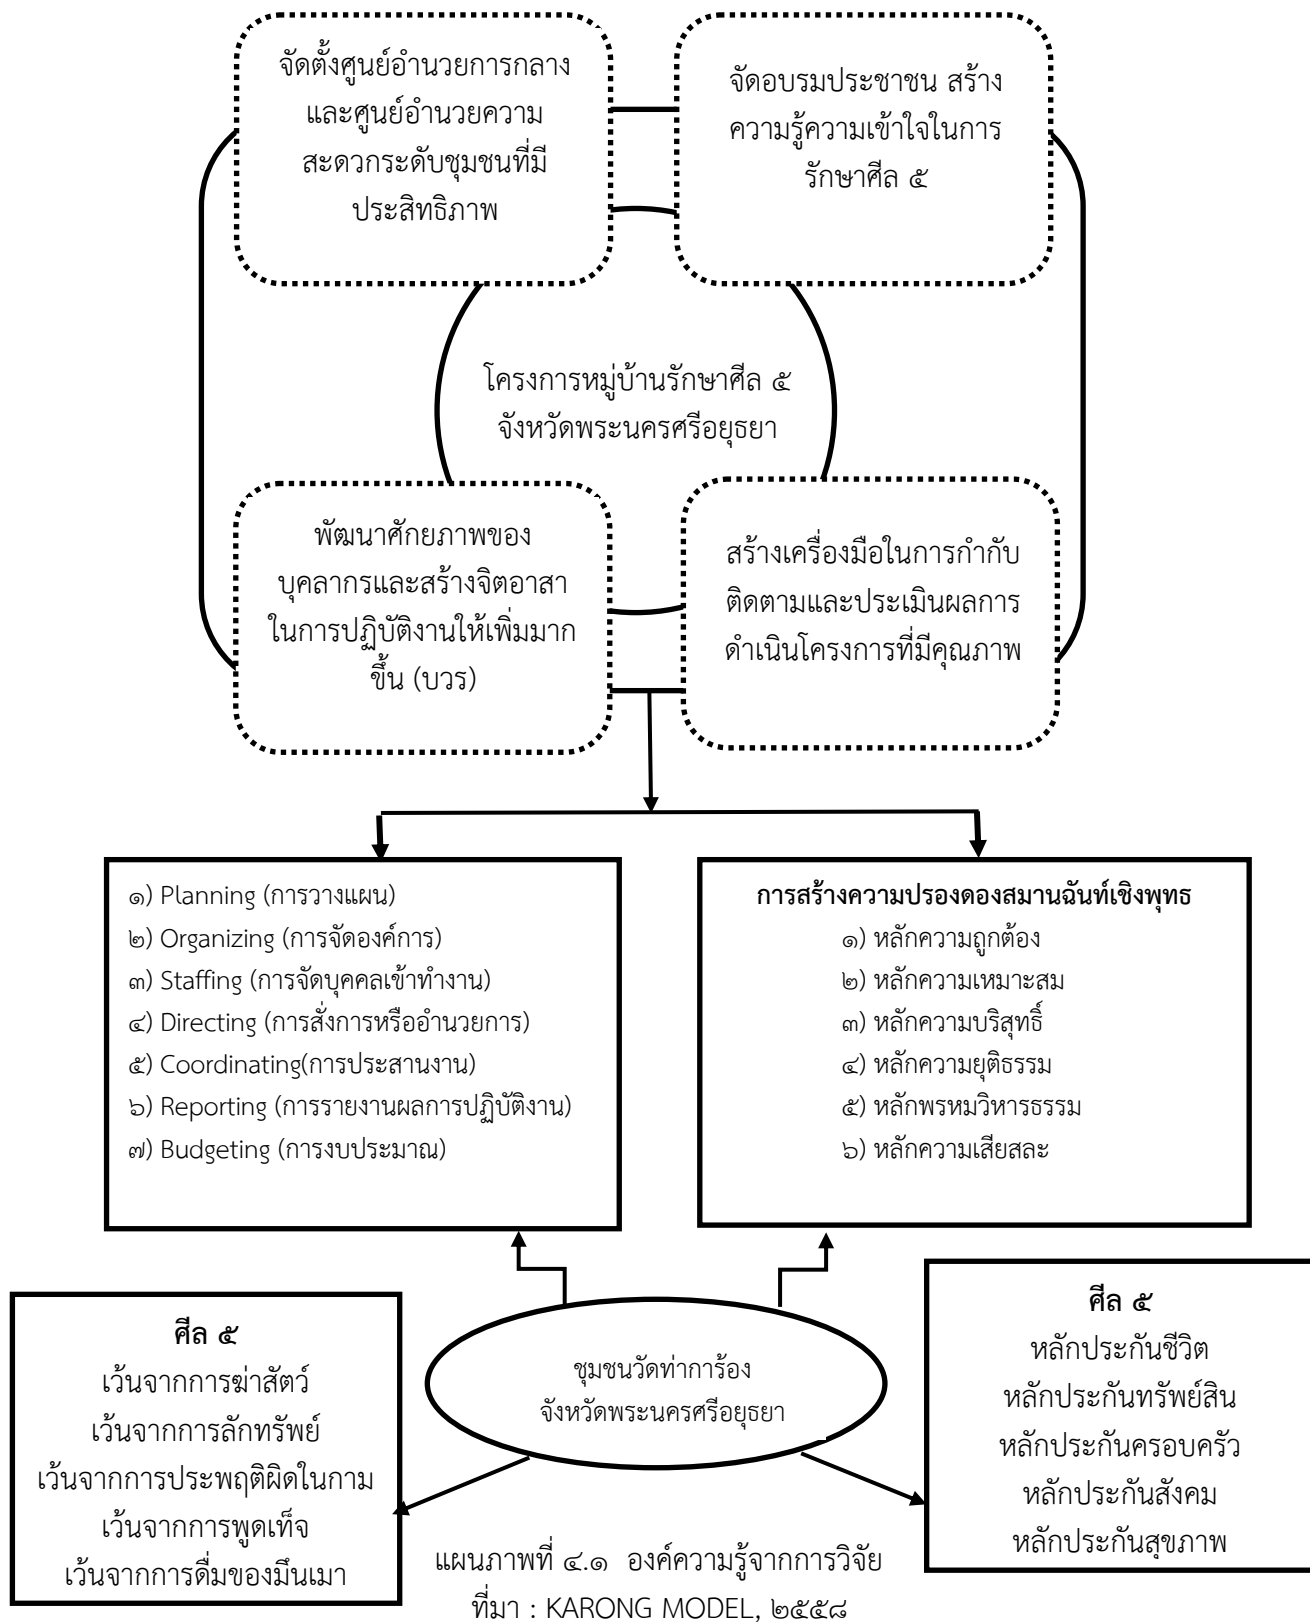 จัดตั้งศูนย์อำนวยการกลาง
และศูนย์อำนวยความ
สะดวกระดับชุมชนที่มี
ประสิทธิภาพ
จัดอบรมประชาชน สร้าง
ความรู้ความเข้าใจในการ
รักษาศีล ๕
โครงการหมู่บ้านรักษาศีล ๕
จังหวัดพระนครศรีอยุธยา
พัฒนาศักยภาพของ
บุคลากรและสร้างจิตอาสา
ในการปฏิบัติงานให้เพิ่มมาก
ขึ้น (บวร)
สร้างเครื่องมือในการกำกับ
ติดตามและประเมินผลการ
ดำเนินโครงการที่มีคุณภาพ
๑) Planning (การวางแผน)
๒) Organizing (การจัดองค์การ)
๓) Staffing (การจัดบุคคลเข้าทำงาน)
๔) Directing (การสั่งการหรืออำนวยการ)
๕) Coordinating(การประสานงาน)
๖) Reporting (การรายงานผลการปฏิบัติงาน)
๗) Budgeting (การงบประมาณ)
การสร้างความปรองดองสมานฉันท์เชิงพุทธ
๑) หลักความถูกต้อง
๒) หลักความเหมาะสม
๓) หลักความบริสุทธิ์
๔) หลักความยุติธรรม
๕) หลักพรหมวิหารธรรม
๖) หลักความเสียสละ
ศีล ๕
เว้นจากการฆ่าสัตว์
เว้นจากการลักทรัพย์
เว้นจากการประพฤติผิดในกาม
เว้นจากการพูดเท็จ
เว้นจากการดื่มของมึนเมา
ชุมชนวัดท่าการ้อง
จังหวัดพระนครศรีอยุธยา
ศีล ๕
หลักประกันชีวิต
หลักประกันทรัพย์สิน
หลักประกันครอบครัว
หลักประกันสังคม
หลักประกันสุขภาพ
แผนภาพที่ ๔.๑  องค์ความรู้จากการวิจัย
ที่มา : KARONG MODEL, ๒๕๕๘